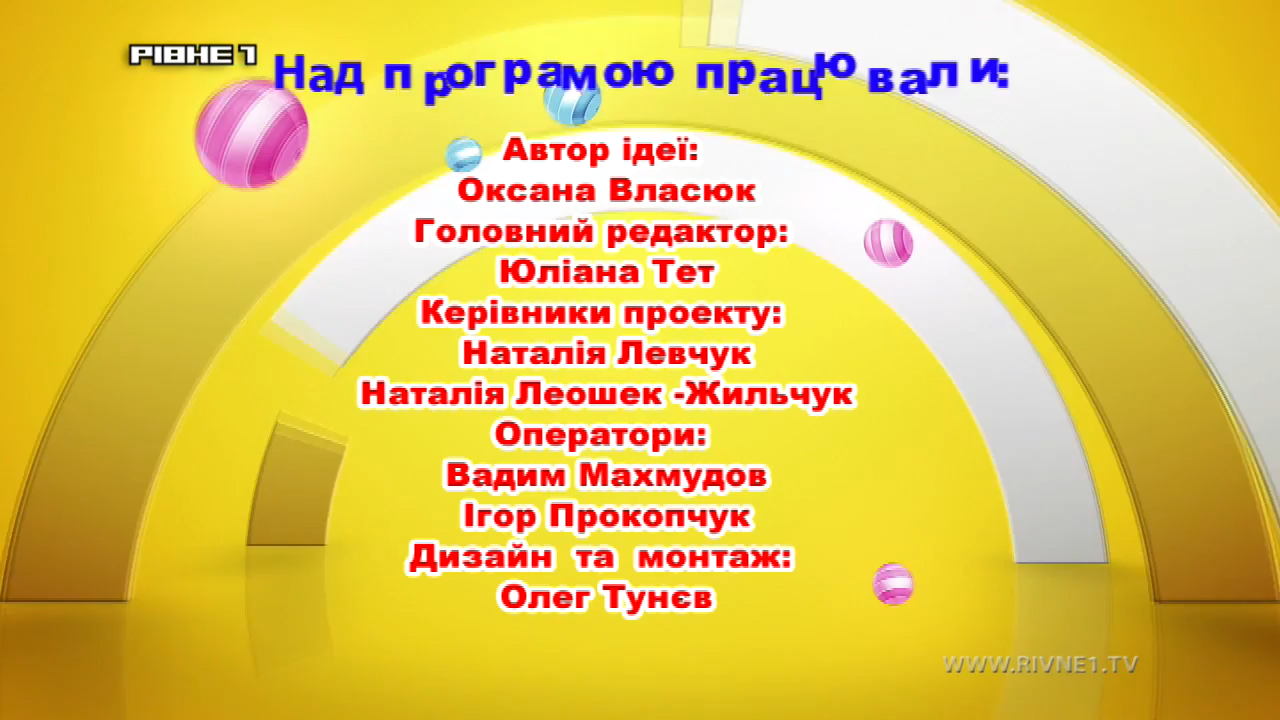 РІВНЕ 1
Над програмою працювали:
Автор ідеї:
Оксана Власюк
Головний редактор:
Юліана Тет
Керівники проекту:
Наталія Левчук
Наталія Леошек -Жильчук
Оператори:
Вадим Махмудов
Ігор Прокопчук
Дизайн та монтаж:
Олег Тунєв
WWW.RIVNE1.TV